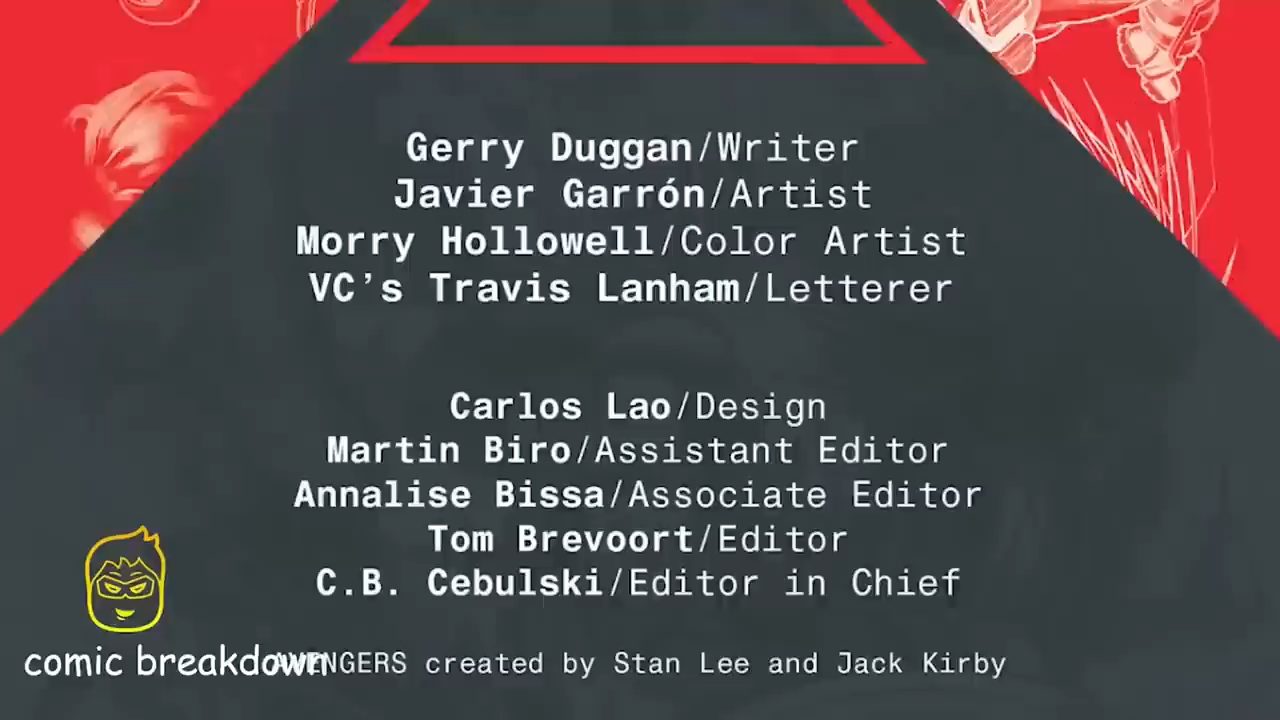 Gerry Duggan/Writer
Javier Garrón/Artist
Morry Hollowell/Color Artist
VC's Travis Lanham/Letterer
Carlos Lao/Design
Martin Biro/Assistant Editor
Annalise Bissa/Associate Editor
Tom Brevoort/Editor
C.B. Cebulski/Editor in Chief
comic breakdown
AVENGERS created by Stan Lee and Jack Kirby